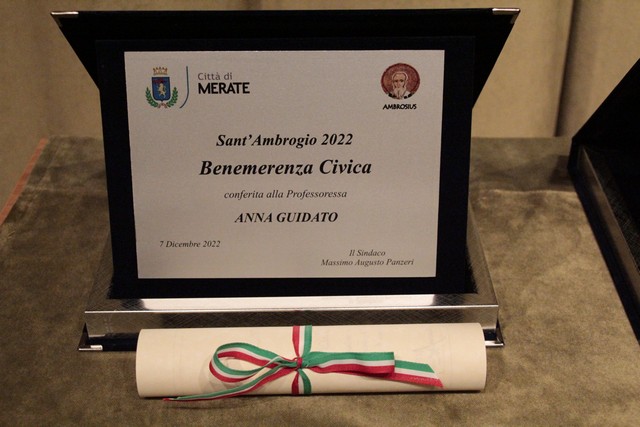 Città di
MERATE
AMBROSIUS
Sant'Ambrogio 2022
Benemerenza Civica
conferita alla Professoressa
ANNA GUIDATO
7 Dicembre 2022
Il Sindaco
Massimo Augusto Panzeri